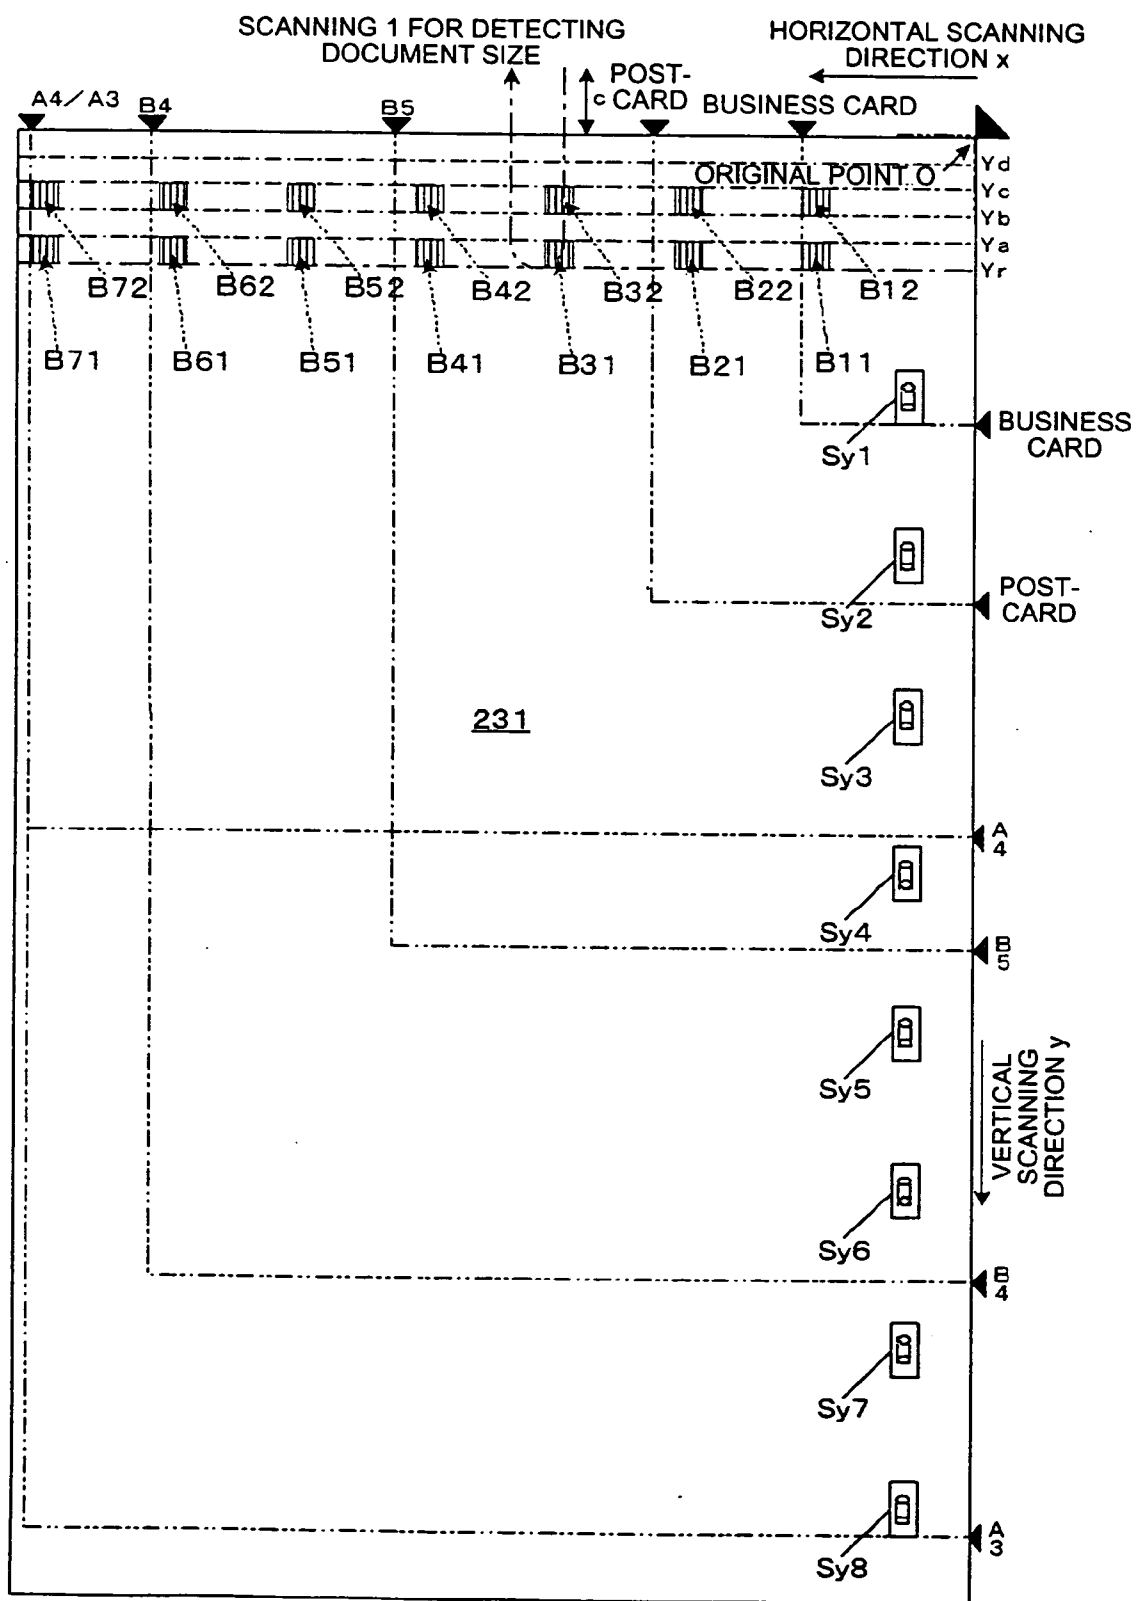 SCANNING 1 FOR DETECTING
DOCUMENT SIZE
HORIZONTAL SCANNING
DIRECTION x
POST-
c CARD
BUSINESS CARD
A4/A3
B4
B5
ORIGINAL POINT O
Yd
Yc
Yb
Ya
Yr
B72
B62
B52
B42
B32
B22
B12
B71
B61
B51
B41
B31
B21
B11
Sy1
BUSINESS
CARD
Sy2
POST-
CARD
231
Sy3
A
4
Sy4
B
5
Sy5
VERTICAL
SCANNING
DIRECTION y
Sy6
B
4
Sy7
Sy8
A
3